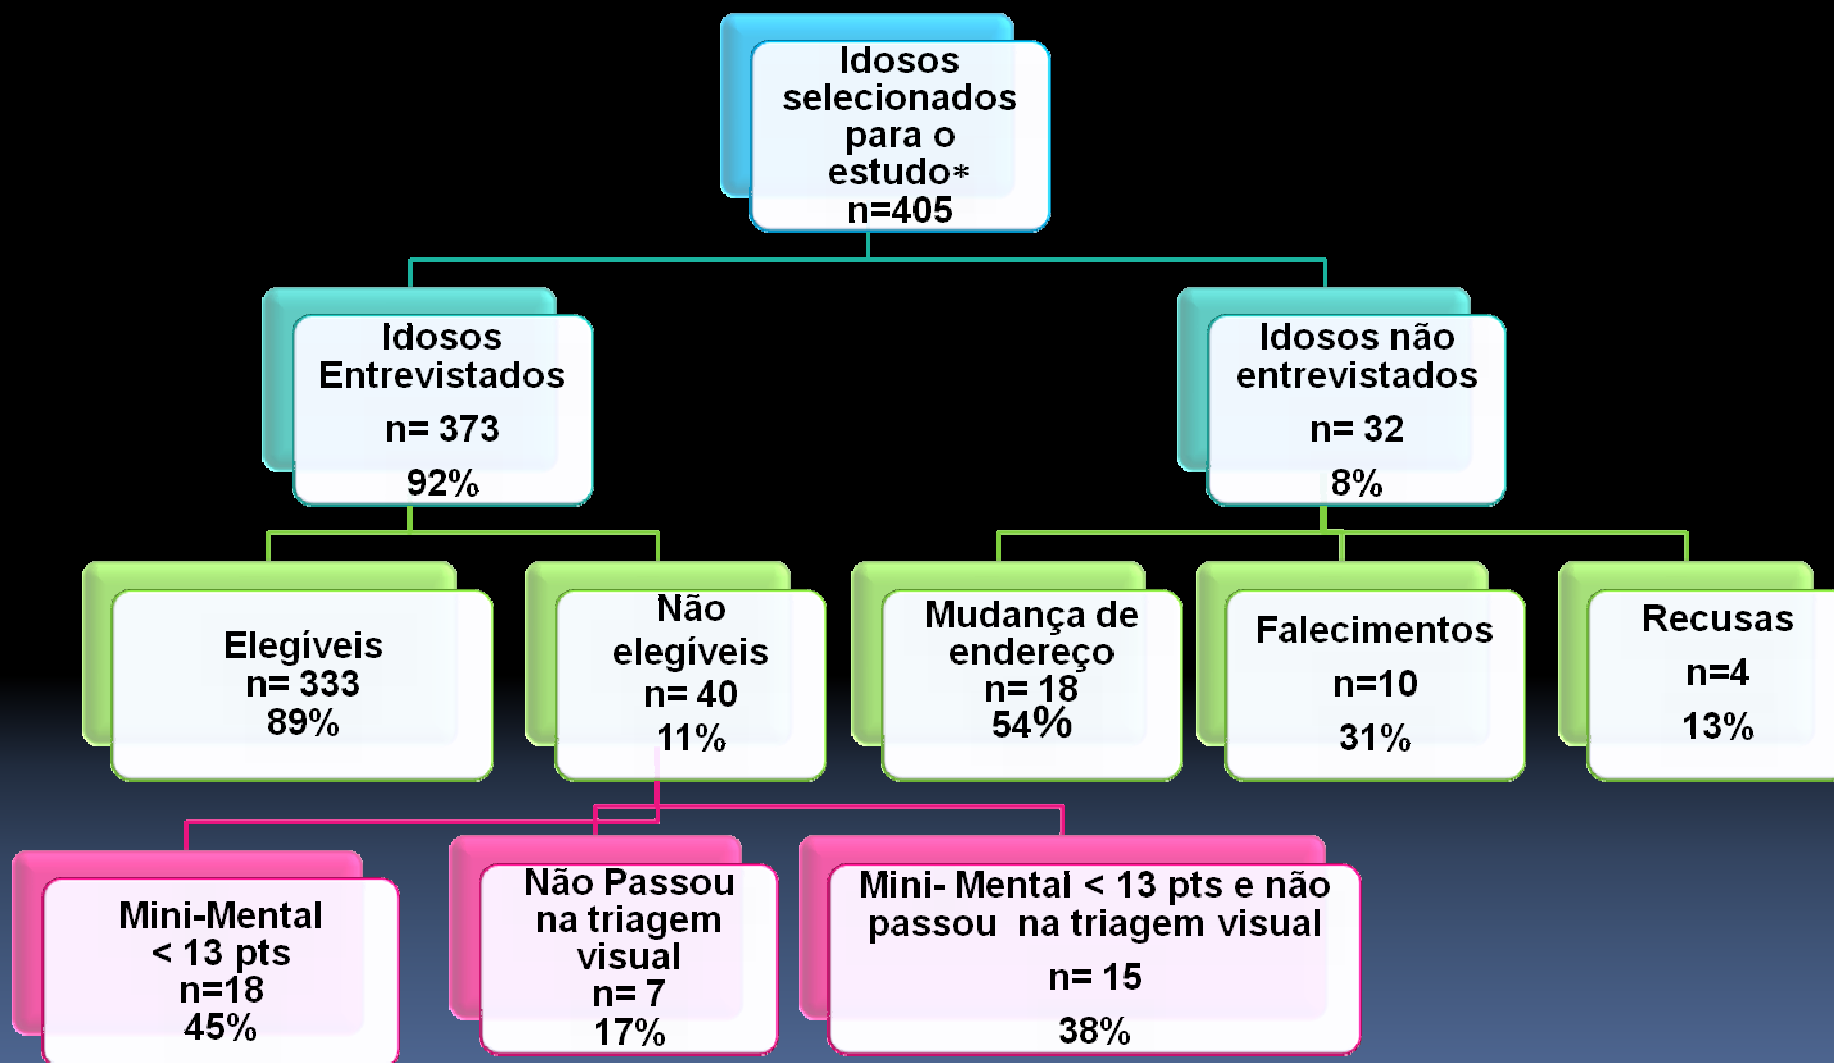 Idosos
selecionados
para o
estudo*
n=405
Idosos
Entrevistados
n= 373
92%
Idosos não
entrevistados
n= 32
8%
Elegíveis
n= 333
89%
Não
elegíveis
n= 40
11%
Mudança de
endereço
n= 18
54%
Falecimentos
n=10
31%
Recusas
n=4
13%
Mini-Mental
< 13 pts
n=18
45%
Não Passou
na triagem
visual
n= 7
17%
Mini- Mental < 13 pts e não
passou  na triagem visual
n= 15
38%